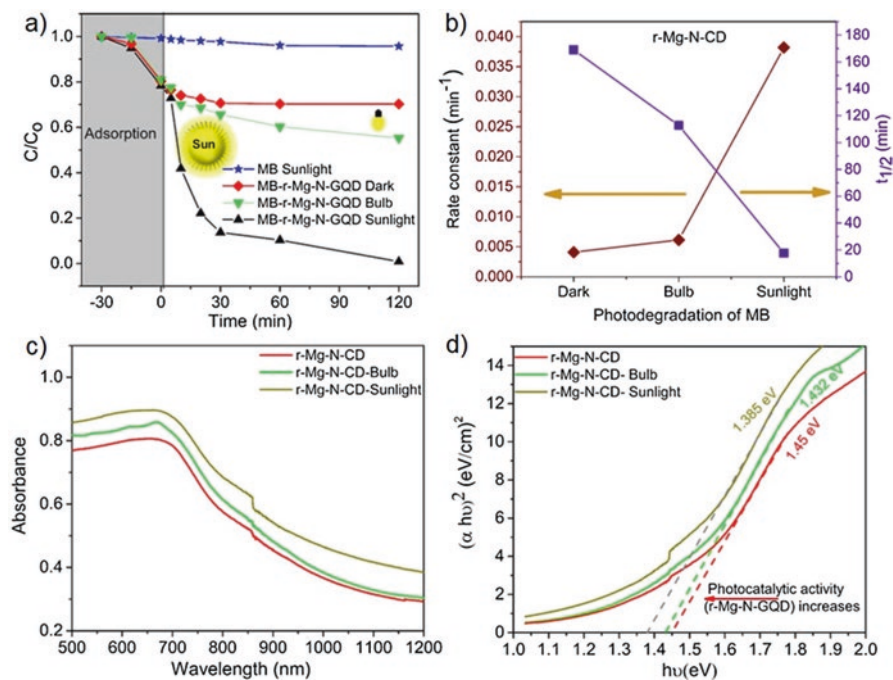 a)
C/Co
1.0
0.8
0.6
0.4
0.2
0.0
Adsorption
Sun
MB Sunlight
MB-r-Mg-N-GQD Dark
MB-r-Mg-N-GQD Bulb
MB-r-Mg-N-GQD Sunlight
-30 0 30 60 90 120
Time (min)
b)
r-Mg-N-CD
Rate constant (min⁻¹)
0.040
0.035
0.030
0.025
0.020
0.015
0.010
0.005
0.000
180
160
140
120
100
80
60
40
20
0
t1/2 (min)
Dark Bulb Sunlight
Photodegradation of MB
c)
r-Mg-N-CD
r-Mg-N-CD-Bulb
r-Mg-N-CD-Sunlight
Absorbance
1.0
0.8
0.6
0.4
0.2
500 600 700 800 900 1000 1100 1200
Wavelength (nm)
d)
r-Mg-N-CD
r-Mg-N-CD- Bulb
r-Mg-N-CD- Sunlight
(α hυ)² (eV/cm)²
14
12
10
8
6
4
2
0
1.385 eV
1.432 eV
1.45 eV
Photocatalytic activity
(r-Mg-N-GQD) increases
1.0 1.1 1.2 1.3 1.4 1.5 1.6 1.7 1.8 1.9 2.0
hυ(eV)